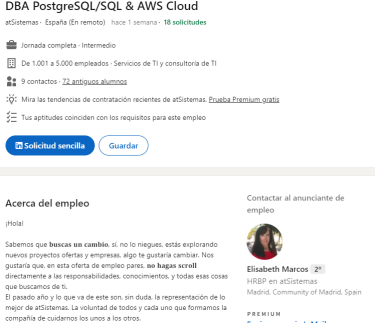 DBA PostgreSQL/SQL & AWS Cloud
atSistemas · España (En remoto) hace 1 semana · 18 solicitudes
Jornada completa · Intermedio
De 1.001 a 5.000 empleados · Servicios de TI y consultoría de TI
9 contactos · 72 antiguos alumnos
Mira las tendencias de contratación recientes de atSistemas. Prueba Premium gratis
Tus aptitudes coinciden con los requisitos para este empleo
in Solicitud sencilla
Guardar
Acerca del empleo
¡Hola!
Sabemos que buscas un cambio, sí, no lo niegues, estás explorando
nuevos proyectos ofertas y empresas, algo te gustaría cambiar. Nos
gustaría que, en esta oferta de empleo pares, no hagas scroll
directamente a las responsabilidades, conocimientos, y todas esas cosas
que buscamos de ti.
El pasado año y lo que va de este son, sin duda, la representación de lo
mejor de atSistemas. La voluntad de todos y cada uno que formamos la
compañía de cuidarnos los unos a los otros.
Contactar al anunciante de
empleo
Elisabeth Marcos 2º
HRBP en atSistemas
Madrid, Community of Madrid, Spain
PREMIUM